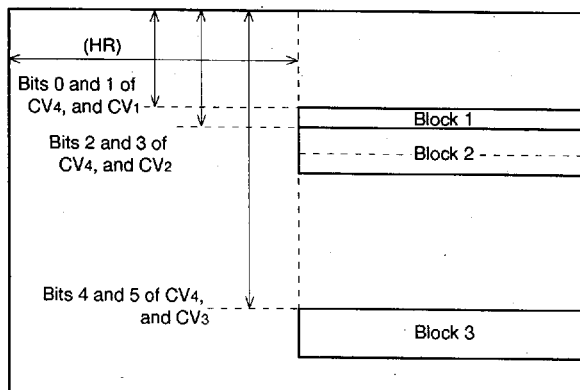 (HR)
Bits 0 and 1 of
CV4, and CV1
Block 1
Bits 2 and 3 of
CV4, and CV2
Block 2
Bits 4 and 5 of CV4,
and CV3
Block 3